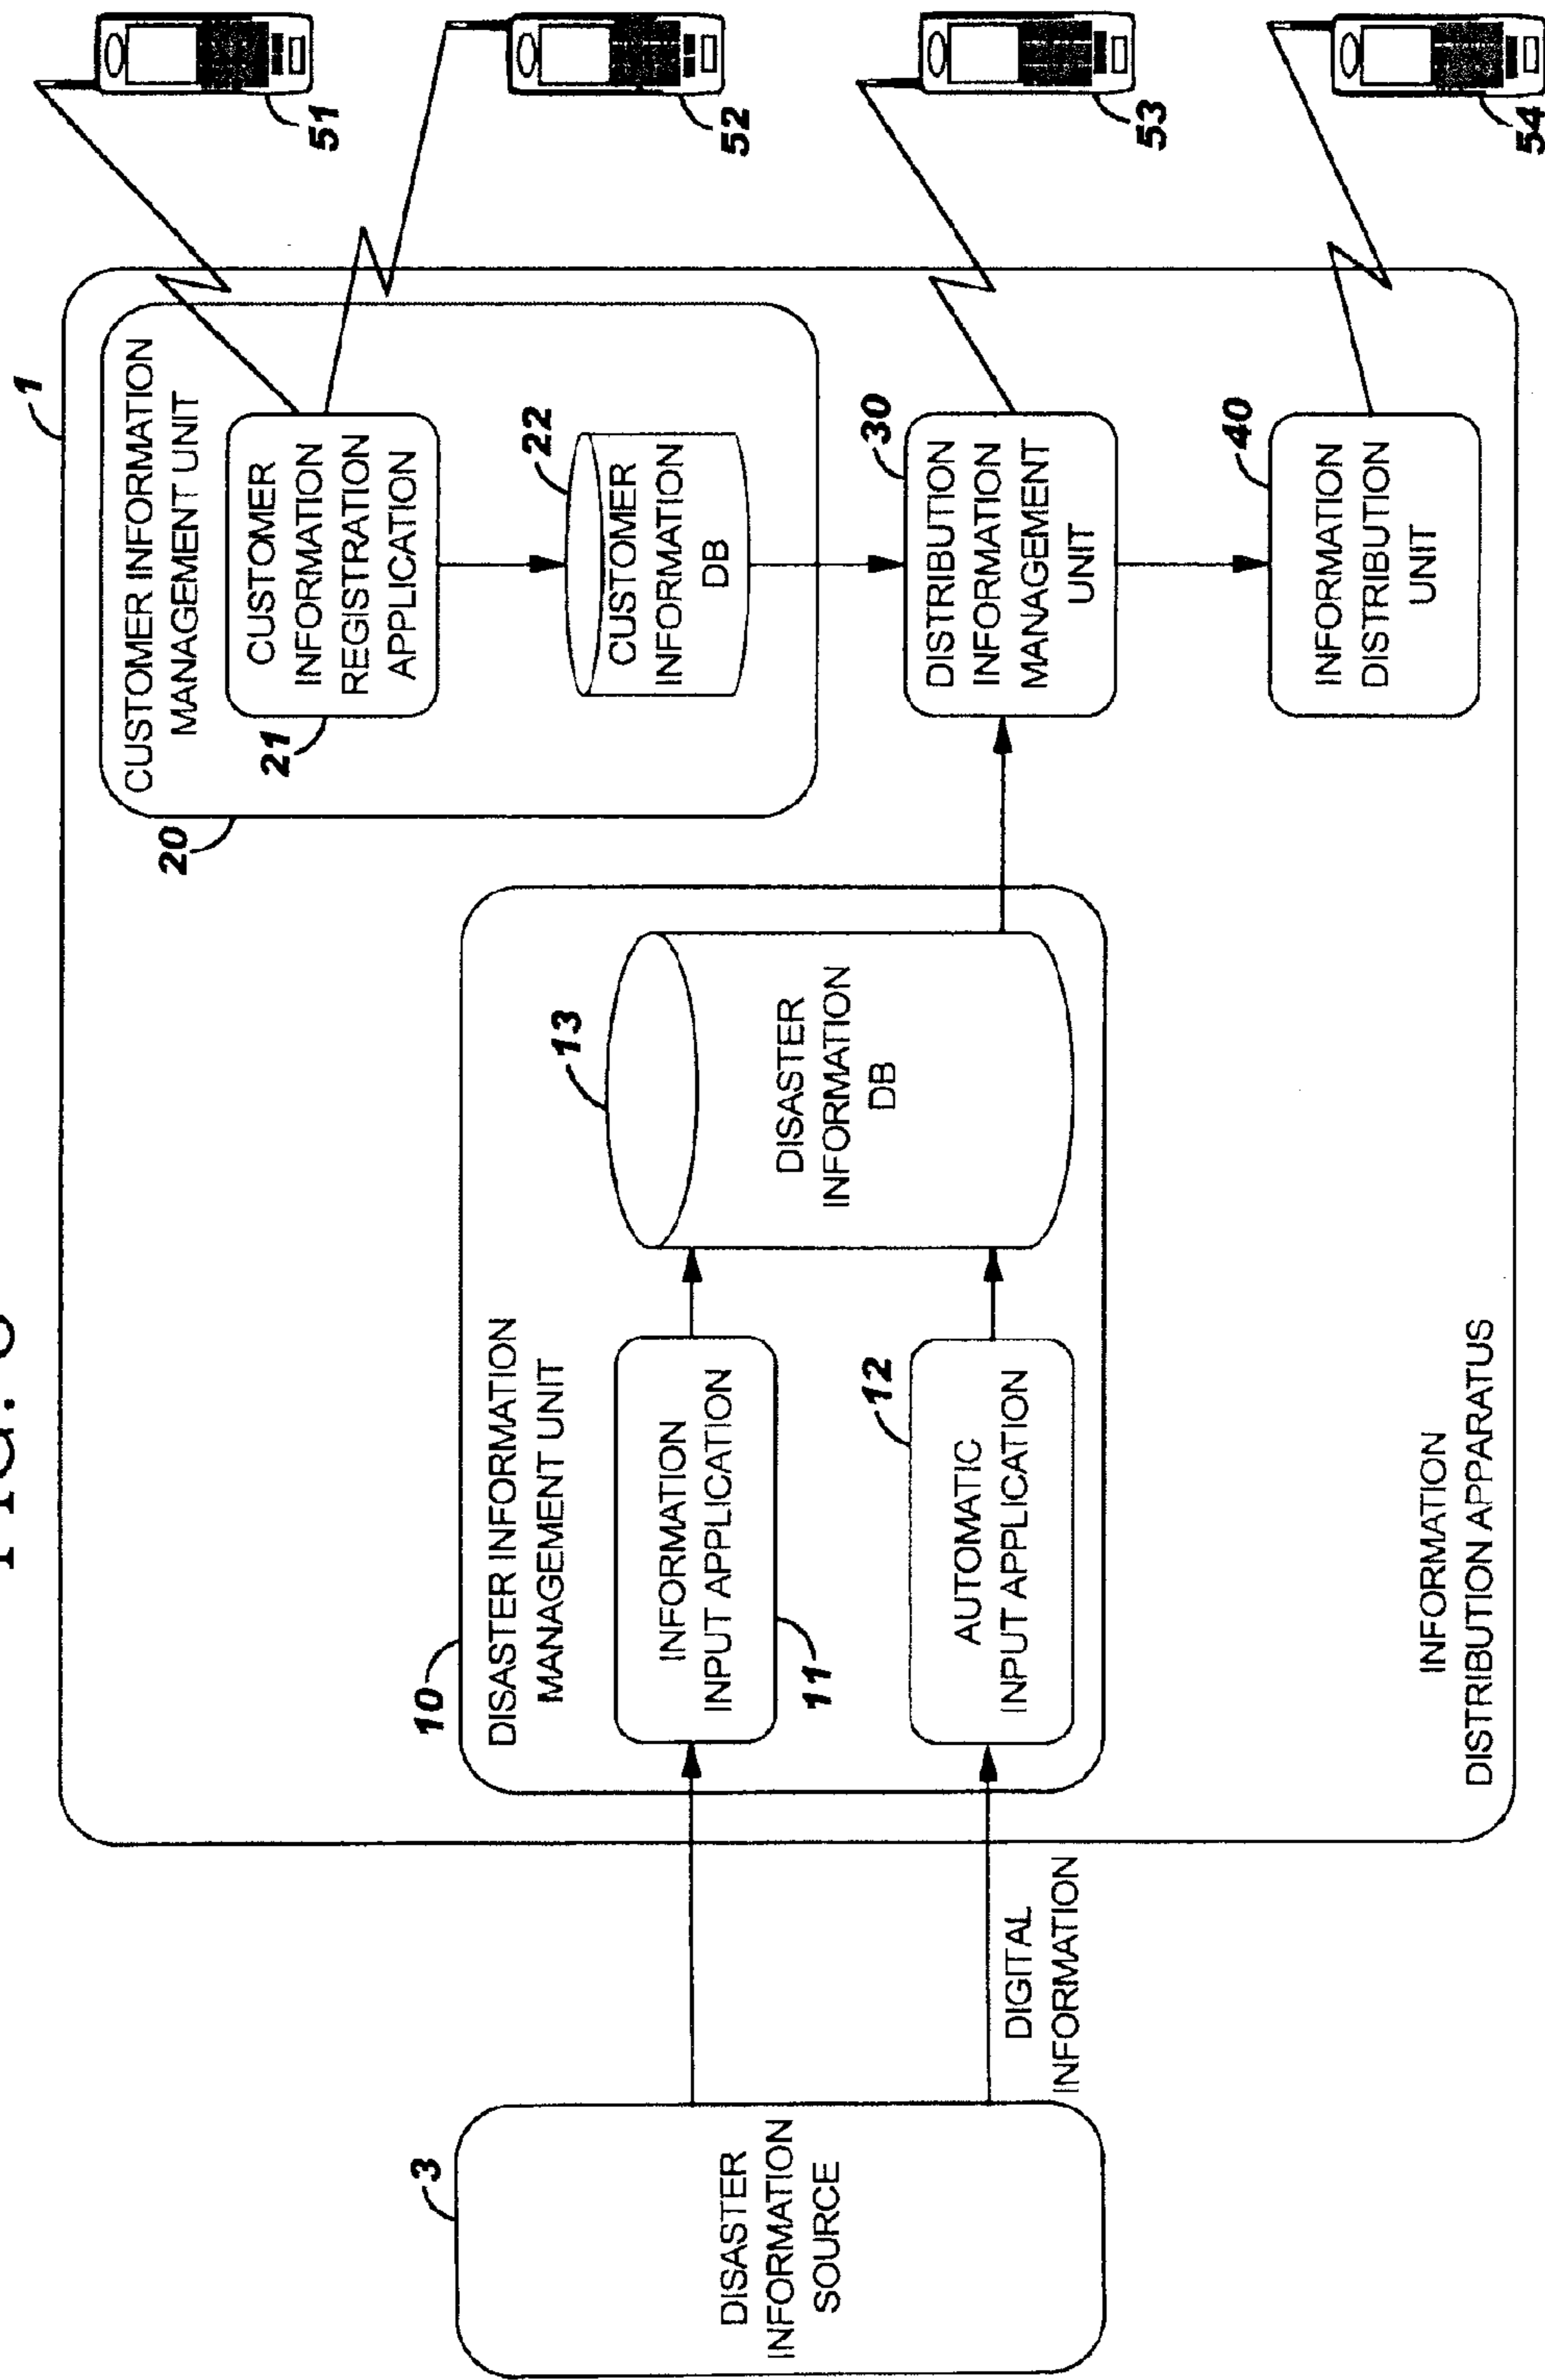 1
CUSTOMER INFORMATION
MANAGEMENT UNIT
20
CUSTOMER
INFORMATION
REGISTRATION
APPLICATION
21
22
CUSTOMER
INFORMATION
DB
51
52
53
54
DISTRIBUTION
INFORMATION
MANAGEMENT
UNIT
30
INFORMATION
DISTRIBUTION
UNIT
40
10
DISASTER INFORMATION
MANAGEMENT UNIT
INFORMATION
INPUT APPLICATION
11
AUTOMATIC
INPUT APPLICATION
12
13
DISASTER
INFORMATION
DB
INFORMATION
DISTRIBUTION APPARATUS
3
DISASTER
INFORMATION
SOURCE
DIGITAL
INFORMATION